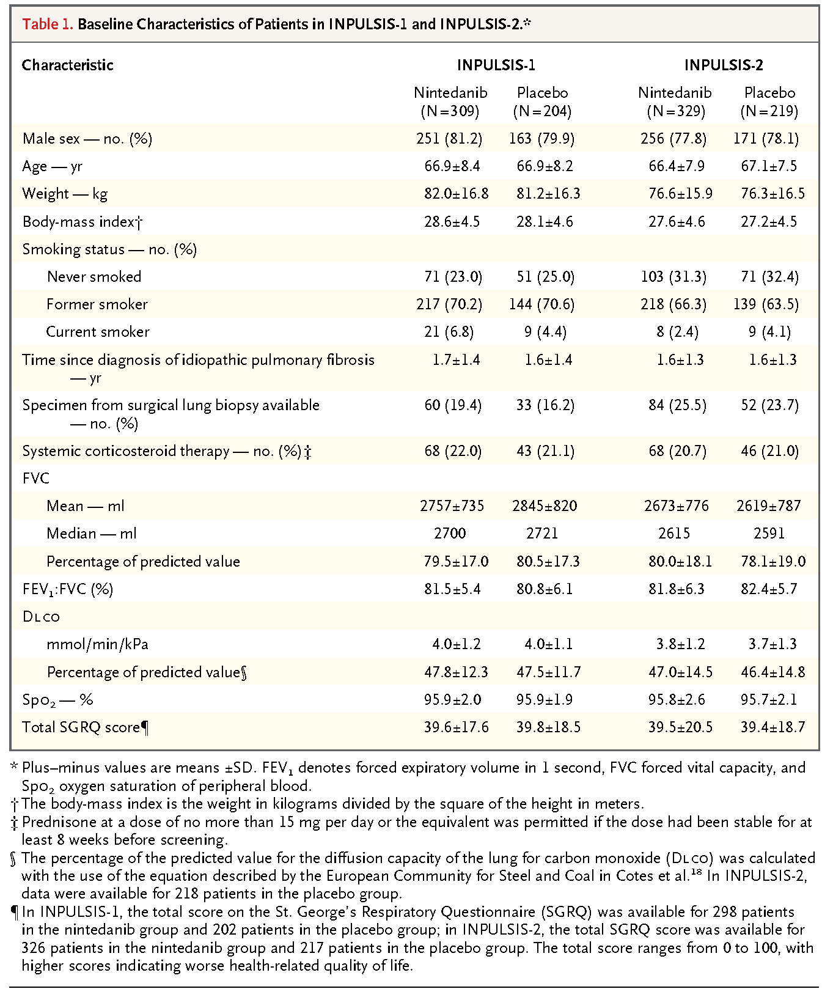 Table 1. Baseline Characteristics of Patients in INPULSIS-1 and INPULSIS-2.*
Characteristic INPULSIS-1 INPULSIS-2
Nintedanib Placebo Nintedanib Placebo
(N=309) (N=204) (N=329) (N=219)
Male sex — no. (%) 251 (81.2) 163 (79.9) 256 (77.8) 171 (78.1)
Age — yr 66.9±8.4 66.9±8.2 66.4±7.9 67.1±7.5
Weight — kg 82.0±16.8 81.2±16.3 76.6±15.9 76.3±16.5
Body-mass index† 28.6±4.5 28.1±4.6 27.6±4.6 27.2±4.5
Smoking status — no. (%)
Never smoked 71 (23.0) 51 (25.0) 103 (31.3) 71 (32.4)
Former smoker 217 (70.2) 144 (70.6) 218 (66.3) 139 (63.5)
Current smoker 21 (6.8) 9 (4.4) 8 (2.4) 9 (4.1)
Time since diagnosis of idiopathic pulmonary fibrosis 1.7±1.4 1.6±1.4 1.6±1.3 1.6±1.3
— yr
Specimen from surgical lung biopsy available 60 (19.4) 33 (16.2) 84 (25.5) 52 (23.7)
— no. (%)
Systemic corticosteroid therapy — no. (%)‡ 68 (22.0) 43 (21.1) 68 (20.7) 46 (21.0)
FVC
Mean — ml 2757±735 2845±820 2673±776 2619±787
Median — ml 2700 2721 2615 2591
Percentage of predicted value 79.5±17.0 80.5±17.3 80.0±18.1 78.1±19.0
FEV₁:FVC (%) 81.5±5.4 80.8±6.1 81.8±6.3 82.4±5.7
DLCO
mmol/min/kPa 4.0±1.2 4.0±1.1 3.8±1.2 3.7±1.3
Percentage of predicted value§ 47.8±12.3 47.5±11.7 47.0±14.5 46.4±14.8
SpO₂ — % 95.9±2.0 95.9±1.9 95.8±2.6 95.7±2.1
Total SGRQ score¶ 39.6±17.6 39.8±18.5 39.5±20.5 39.4±18.7
* Plus–minus values are means ±SD. FEV₁ denotes forced expiratory volume in 1 second, FVC forced vital capacity, and
SpO₂ oxygen saturation of peripheral blood.
† The body-mass index is the weight in kilograms divided by the square of the height in meters.
‡ Prednisone at a dose of no more than 15 mg per day or the equivalent was permitted if the dose had been stable for at
least 8 weeks before screening.
§ The percentage of the predicted value for the diffusion capacity of the lung for carbon monoxide (DLCO) was calculated
with the use of the equation described by the European Community for Steel and Coal in Cotes et al.¹⁸ In INPULSIS-2,
data were available for 218 patients in the placebo group.
¶ In INPULSIS-1, the total score on the St. George's Respiratory Questionnaire (SGRQ) was available for 298 patients
in the nintedanib group and 202 patients in the placebo group; in INPULSIS-2, the total SGRQ score was available for
326 patients in the nintedanib group and 217 patients in the placebo group. The total score ranges from 0 to 100, with
higher scores indicating worse health-related quality of life.